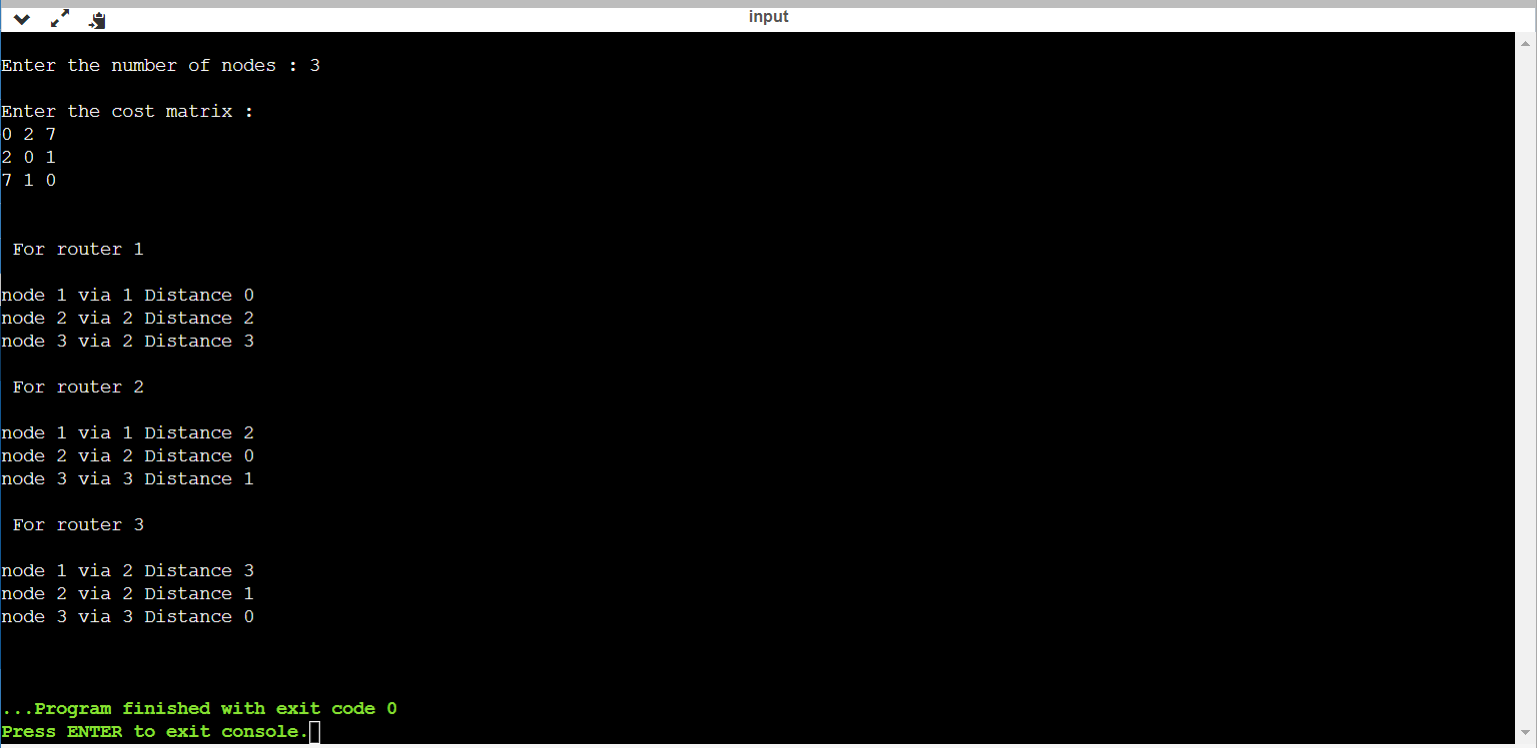 input
Enter the number of nodes : 3
Enter the cost matrix :
0 2 7
2 0 1
7 1 0
For router 1
node 1 via 1 Distance 0
node 2 via 2 Distance 2
node 3 via 2 Distance 3
For router 2
node 1 via 1 Distance 2
node 2 via 2 Distance 0
node 3 via 3 Distance 1
For router 3
node 1 via 2 Distance 3
node 2 via 2 Distance 1
node 3 via 3 Distance 0
...Program finished with exit code 0
Press ENTER to exit console.